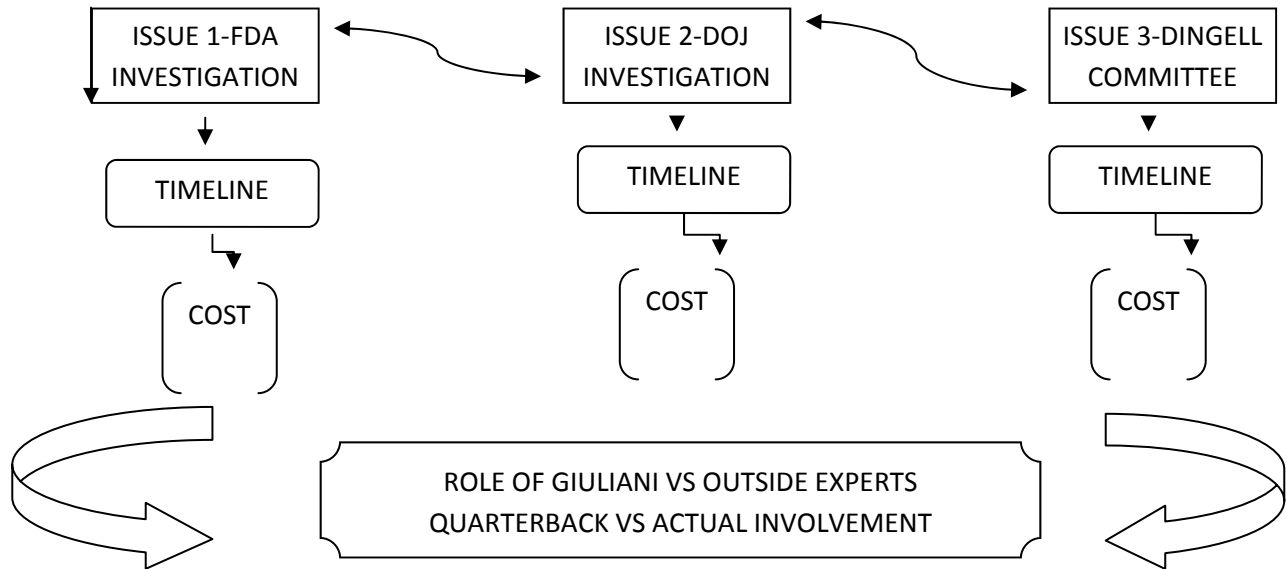 ISSUE 1-FDA
INVESTIGATION
ISSUE 2-DOJ
INVESTIGATION
ISSUE 3-DINGELL
COMMITTEE
TIMELINE
TIMELINE
TIMELINE
COST
COST
COST
ROLE OF GIULIANI VS OUTSIDE EXPERTS
QUARTERBACK VS ACTUAL INVOLVEMENT